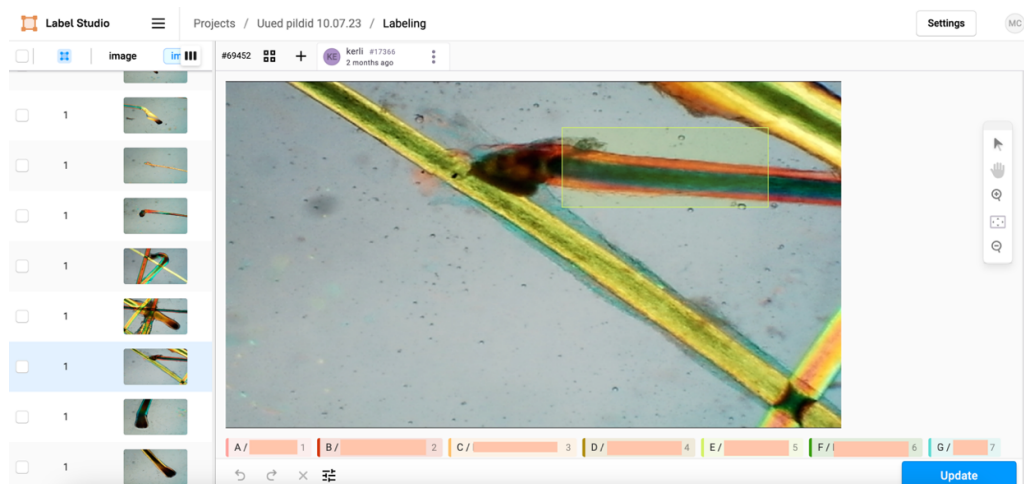 Label Studio
Projects / Uued pildid 10.07.23 / Labeling
Settings
MC
image
im
#69452
+
KE
kerli #17366
2 months ago
1
1
1
1
1
1
1
1
A / 1
B / 2
C / 3
D / 4
E / 5
F / 6
G / 7
Update